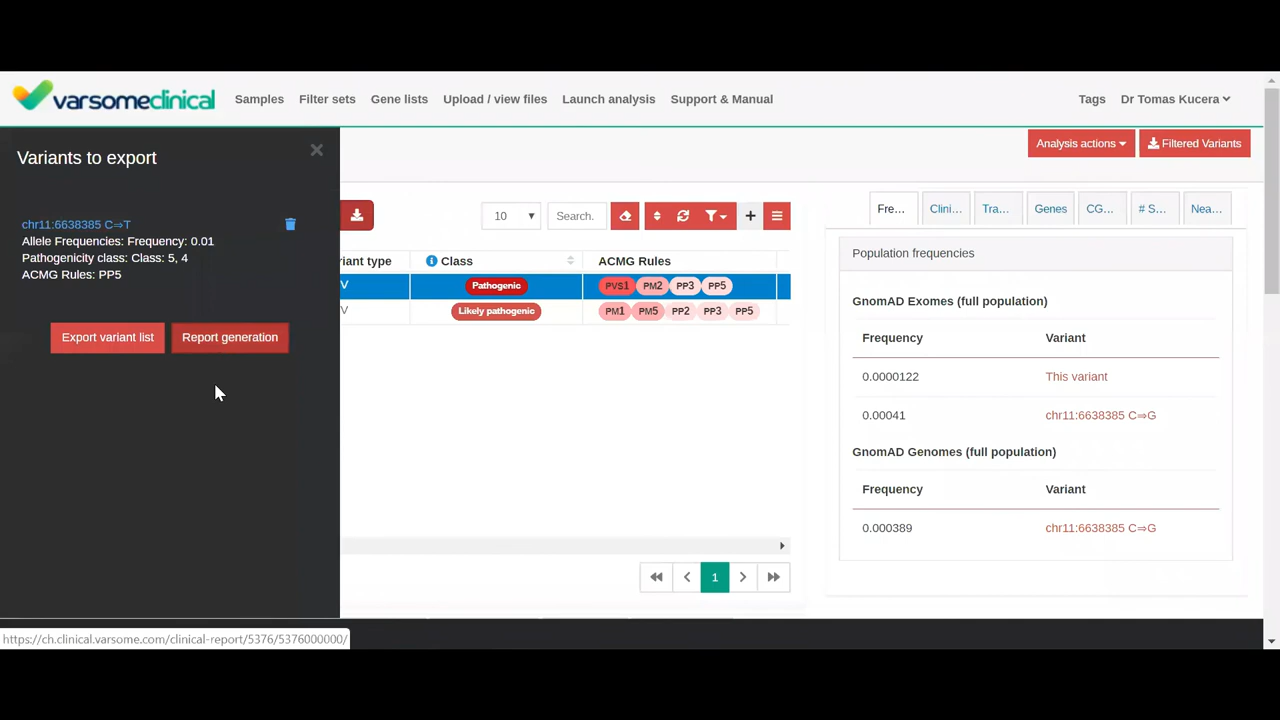 varsomeclinical
Samples
Filter sets
Gene lists
Upload / view files
Launch analysis
Support & Manual
Tags
Dr Tomas Kucera
Variants to export
×
chr11:6638385 C⇒T
Allele Frequencies: Frequency: 0.01
Pathogenicity class: Class: 5, 4
ACMG Rules: PP5
Export variant list
Report generation
Analysis actions
Filtered Variants
10
Search.
iant type
Class
ACMG Rules
V
Pathogenic
PVS1 PM2 PP3 PP5
V
Likely pathogenic
PM1 PM5 PP2 PP3 PP5
1
Fre...
Clini...
Tra...
Genes
CG...
# S...
Nea...
Population frequencies
GnomAD Exomes (full population)
Frequency Variant
0.0000122 This variant
0.00041 chr11:6638385 C⇒G
GnomAD Genomes (full population)
Frequency Variant
0.000389 chr11:6638385 C⇒G
https://ch.clinical.varsome.com/clinical-report/5376/5376000000/